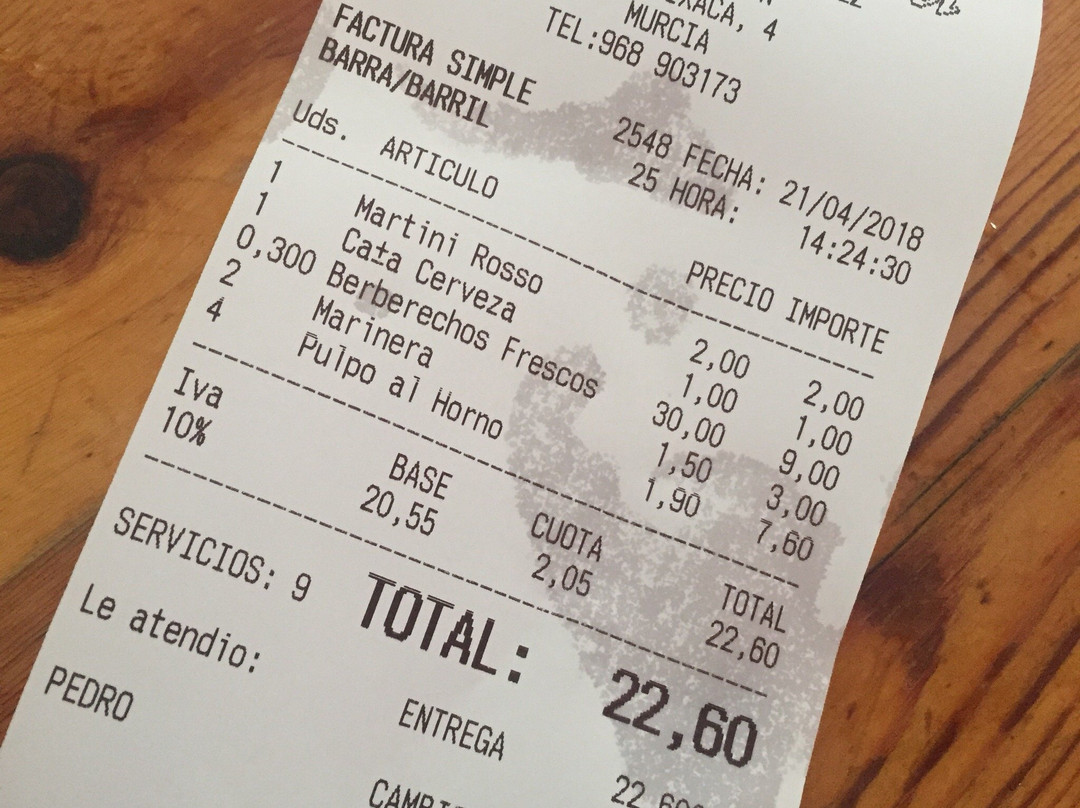 , 4
MURCIA
TEL:968 903173
FACTURA SIMPLE
BARRA/BARRIL
2548 FECHA: 21/04/2018
25 HORA: 14:24:30
Uds. ARTICULO PRECIO IMPORTE
1 Martini Rosso 2,00 2,00
1 Caña Cerveza 1,00 1,00
0,300 Berberechos Frescos 30,00 9,00
2 Marinera 1,50 3,00
4 Pulpo al Horno 1,90 7,60
Iva BASE CUOTA TOTAL
10% 20,55 2,05 22,60
SERVICIOS: 9
TOTAL: 22,60
Le atendio:
PEDRO
ENTREGA 22,60